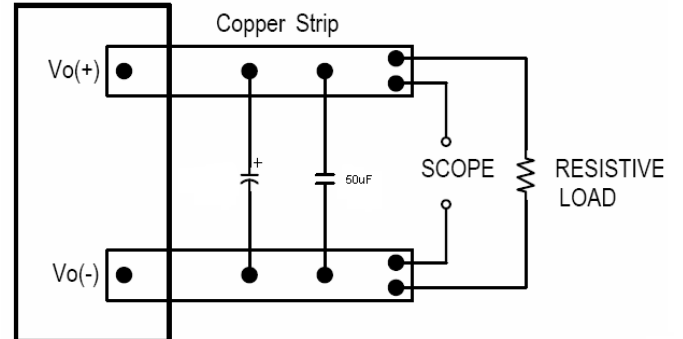 Copper Strip
Vo(+)
+
50uF
SCOPE
RESISTIVE
LOAD
Vo(-)